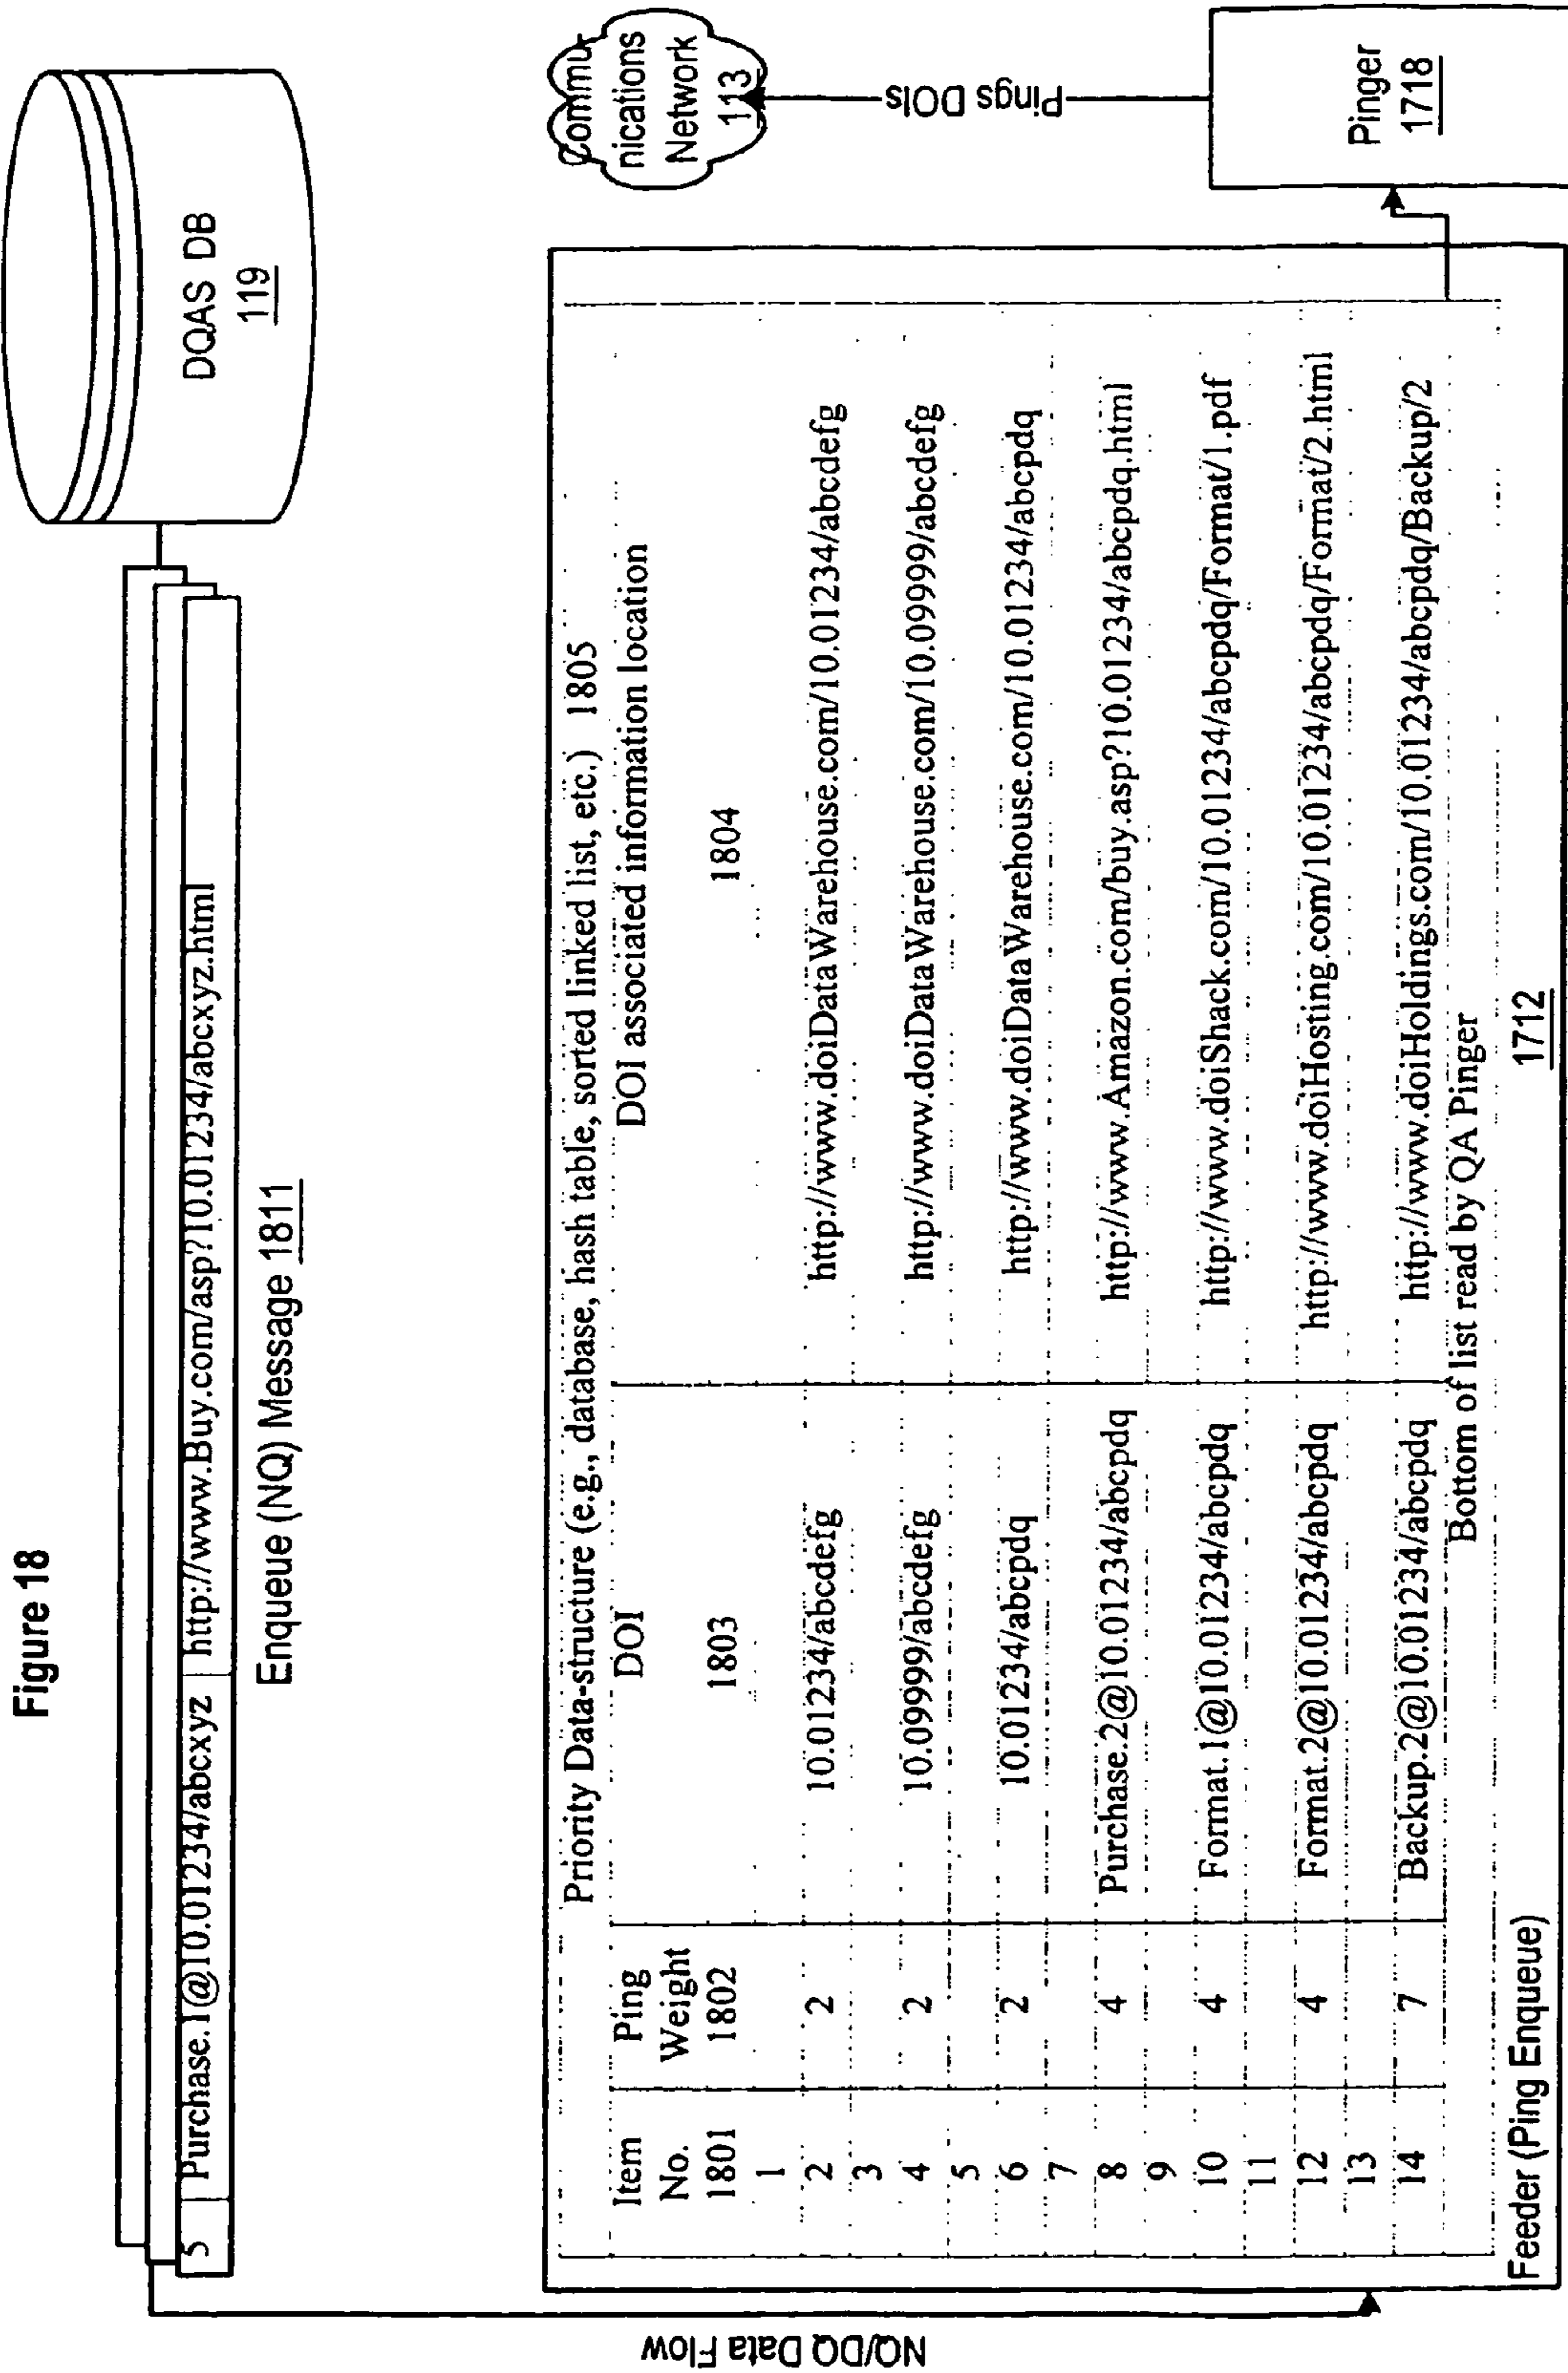 Figure 18
DQAS DB
119
5 Purchase.1@10.01234/abcxyz http://www.Buy.com/asp?10.01234/abcxyz.html
Enqueue (NQ) Message 1811
NQ/DQ Data Flow
Priority Data-structure (e.g., database, hash table, sorted linked list, etc.) 1805
Item No. 1801 Ping Weight 1802 DOI 1803 DOI associated information location 1804
1
2 2 10.01234/abcdefg http://www.doiDataWarehouse.com/10.01234/abcdefg
3
4 2 10.09999/abcdefg http://www.doiDataWarehouse.com/10.09999/abcdefg
5
6 2 10.01234/abcpdq http://www.doiDataWarehouse.com/10.01234/abcpdq
7
8 4 Purchase.2@10.01234/abcpdq http://www.Amazon.com/buy.asp?10.01234/abcpdq.html
9
10 4 Format.1@10.01234/abcpdq http://www.doiShack.com/10.01234/abcpdq/Format/1.pdf
11
12 4 Format.2@10.01234/abcpdq http://www.doiHosting.com/10.01234/abcpdq/Format/2.html
13
14 7 Backup.2@10.01234/abcpdq http://www.doiHoldings.com/10.01234/abcpdq/Backup/2
Bottom of list read by QA Pinger
Feeder (Ping Enqueue) 1712
Commu
nications
Network
113
Pings DOIs
Pinger
1718